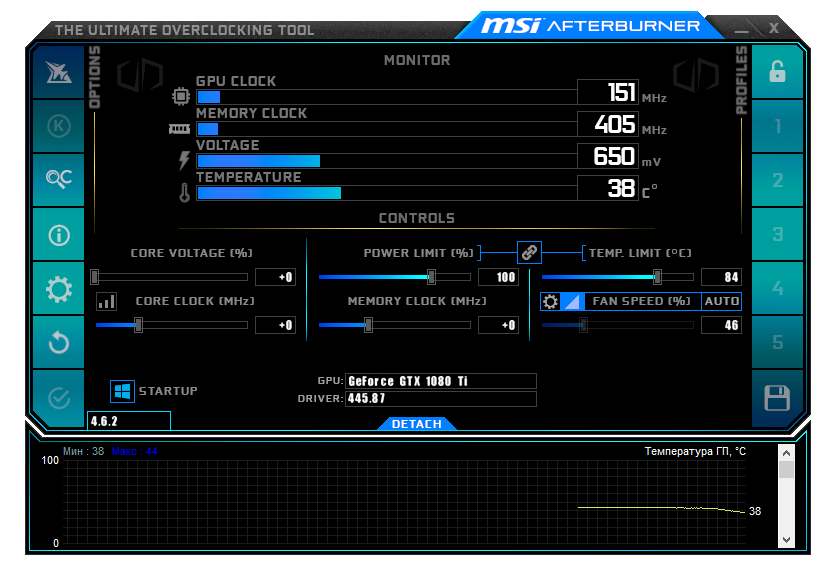 THE ULTIMATE OVERCLOCKING TOOL
msi AFTERBURNER
X
OPTIONS
MONITOR
PROFILES
GPU CLOCK
151 MHz
MEMORY CLOCK
405 MHz
VOLTAGE
650 mV
TEMPERATURE
38 C°
K
1
2
3
4
5
CONTROLS
CORE VOLTAGE (%)
+0
POWER LIMIT (%)
100
TEMP. LIMIT (°C)
84
CORE CLOCK (MHz)
+0
MEMORY CLOCK (MHz)
+0
FAN SPEED (%) AUTO
46
STARTUP
GPU: GeForce GTX 1080 Ti
DRIVER: 445.87
4.6.2
DETACH
Мин : 38 Макс : 44
Температура ГП, °C
100
38
0